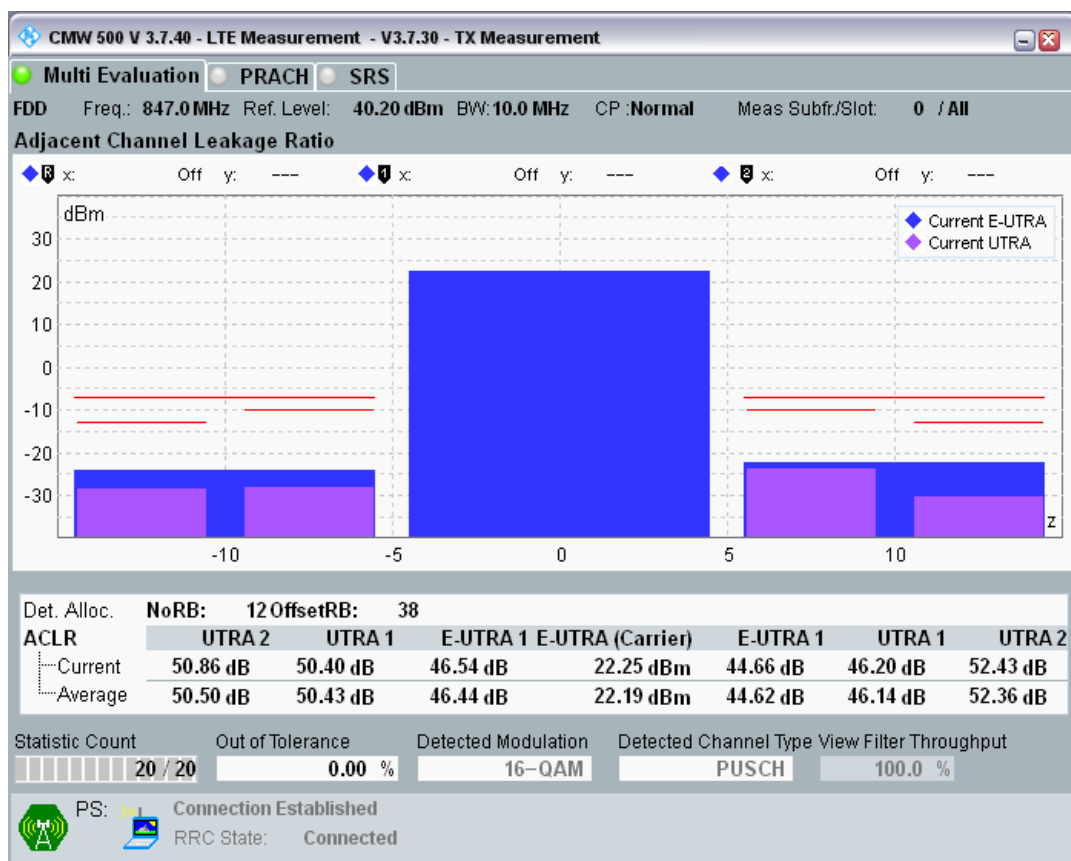 CMW 500 V 3.7.40 - LTE Measurement - V3.7.30 - TX Measurement
Multi Evaluation PRACH SRS
FDD Freq.: 847.0 MHz Ref. Level: 40.20 dBm BW: 10.0 MHz CP :Normal Meas Subfr./Slot: 0 / All
Adjacent Channel Leakage Ratio
R x: Off y: --- 1 x: Off y: --- 2 x: Off y: ---
dBm
Current E-UTRA
Current UTRA
30
20
10
0
-10
-20
-30
z
-10 -5 0 5 10
Det. Alloc. NoRB: 12 OffsetRB: 38
ACLR UTRA 2 UTRA 1 E-UTRA 1 E-UTRA (Carrier) E-UTRA 1 UTRA 1 UTRA 2
Current 50.86 dB 50.40 dB 46.54 dB 22.25 dBm 44.66 dB 46.20 dB 52.43 dB
Average 50.50 dB 50.43 dB 46.44 dB 22.19 dBm 44.62 dB 46.14 dB 52.36 dB
Statistic Count Out of Tolerance Detected Modulation Detected Channel Type View Filter Throughput
20 / 20 0.00 % 16-QAM PUSCH 100.0 %
PS: Connection Established
RRC State: Connected